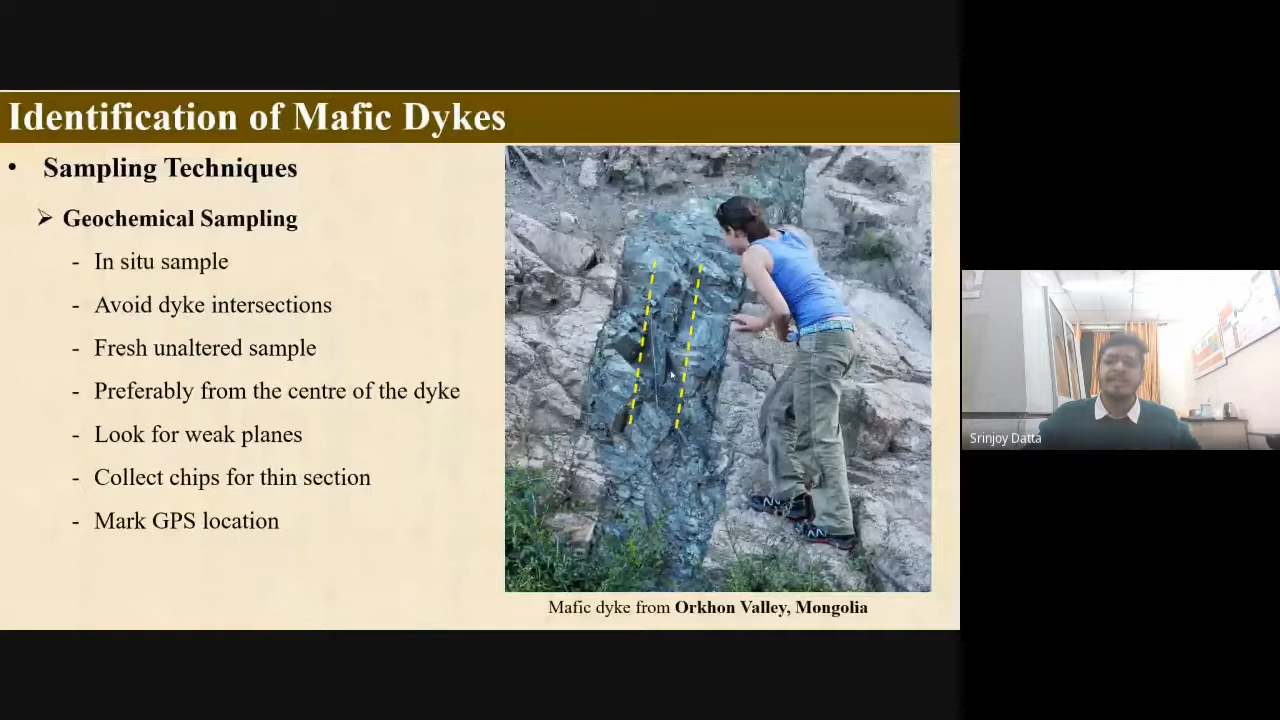 Identification of Mafic Dykes
• Sampling Techniques
➢ Geochemical Sampling
- In situ sample
- Avoid dyke intersections
- Fresh unaltered sample
- Preferably from the centre of the dyke
- Look for weak planes
- Collect chips for thin section
- Mark GPS location
Mafic dyke from Orkhon Valley, Mongolia
Srinjoy Datta